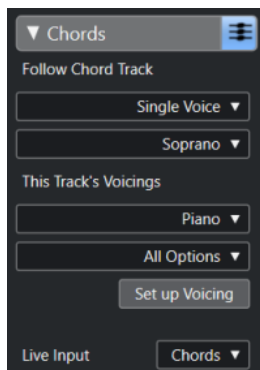 Chords
Follow Chord Track
Single Voice
Soprano
This Track's Voicings
Piano
All Options
Set up Voicing
Live Input Chords